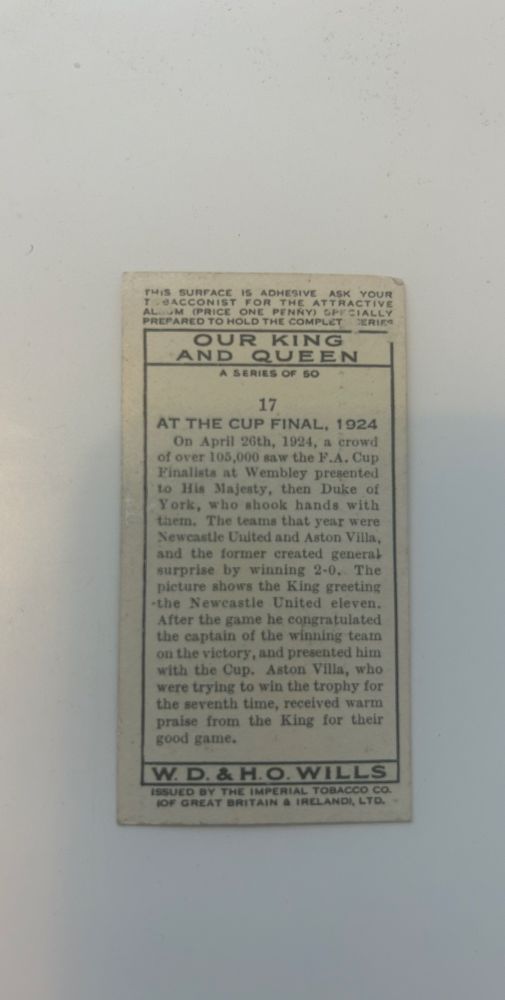 THIS SURFACE IS ADHESIVE ASK YOUR
T BACCONIST FOR THE ATTRACTIVE
AL UM (PRICE ONE PENNY) SPECIALLY
PREPARED TO HOLD THE COMPLET SERIES
OUR KING
AND QUEEN
A SERIES OF 50
17
AT THE CUP FINAL, 1924
On April 26th, 1924, a crowd
of over 105,000 saw the F.A. Cup
Finalists at Wembley presented
to His Majesty, then Duke of
York, who shook hands with
them. The teams that year were
Newcastle United and Aston Villa,
and the former created general
surprise by winning 2-0. The
picture shows the King greeting
the Newcastle United eleven.
After the game he congratulated
the captain of the winning team
on the victory, and presented him
with the Cup. Aston Villa, who
were trying to win the trophy for
the seventh time, received warm
praise from the King for their
good game.
W. D. & H. O. WILLS
ISSUED BY THE IMPERIAL TOBACCO CO.
(OF GREAT BRITAIN & IRELAND), LTD.